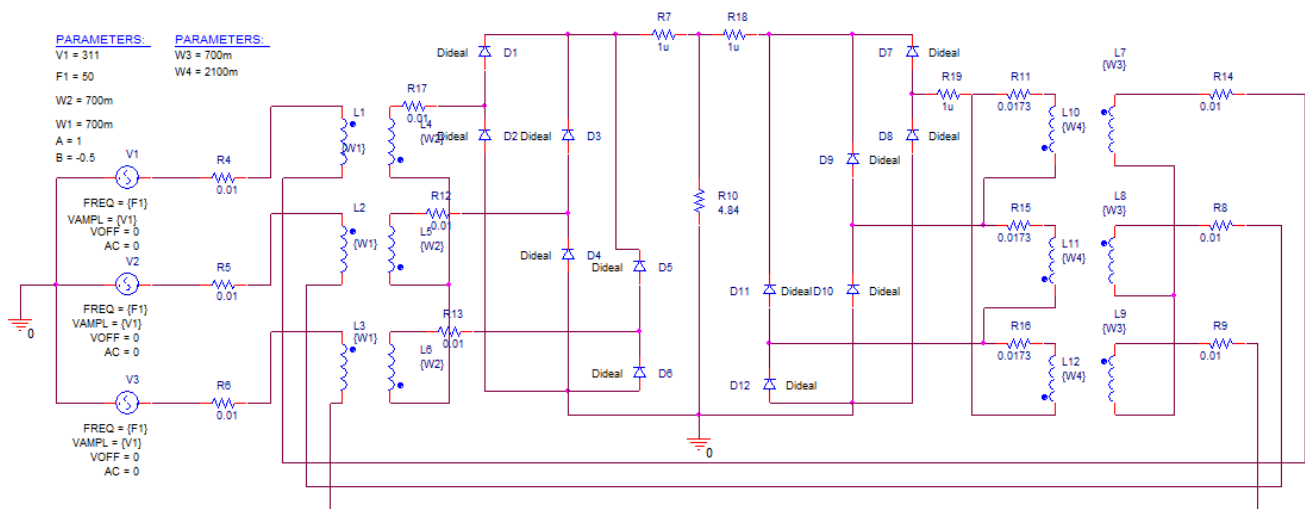 PARAMETERS:
V1 = 311
F1 = 50
W2 = 700m
W1 = 700m
A = 1
B = -0.5
PARAMETERS:
W3 = 700m
W4 = 2100m
V1
FREQ = {F1}
VAMPL = {V1}
VOFF = 0
AC = 0
V2
FREQ = {F1}
VAMPL = {V1}
VOFF = 0
AC = 0
V3
FREQ = {F1}
VAMPL = {V1}
VOFF = 0
AC = 0
0
R4
0.01
R5
0.01
R6
0.01
L1
{W1}
L2
{W1}
L3
{W1}
R17
0.01
L4
{W2}
R12
0.01
L5
{W2}
R13
0.01
L6
{W2}
Dideal
D1
Dideal
D2
Dideal
D3
Dideal
D4
Dideal
D5
Dideal
D6
R7
1u
R18
1u
R10
4.84
0
D7
Dideal
D8
Dideal
D9
Dideal
D10
Dideal
D11
Dideal
D12
Dideal
R19
1u
R11
0.0173
R15
0.0173
R16
0.0173
L10
{W4}
L11
{W4}
L12
{W4}
L7
{W3}
L8
{W3}
L9
{W3}
R14
0.01
R8
0.01
R9
0.01